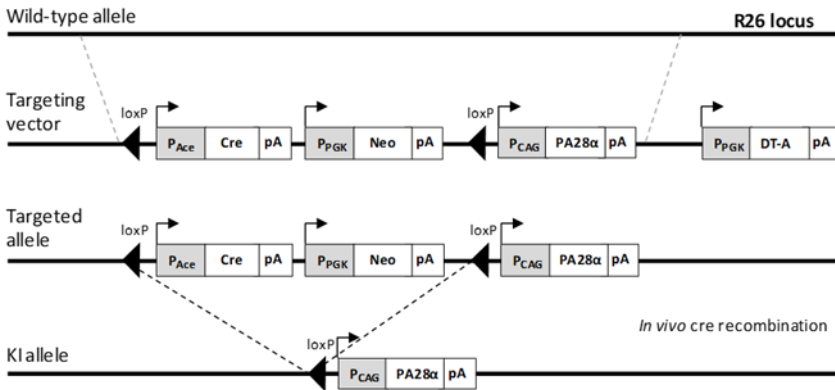 Wild-type allele
R26 locus
Targeting vector
loxP
loxP
PAce Cre pA
PPGK Neo pA
PCAG PA28α pA
PPGK DT-A pA
Targeted allele
loxP
loxP
PAce Cre pA
PPGK Neo pA
PCAG PA28α pA
In vivo cre recombination
KI allele
loxP
PCAG PA28α pA